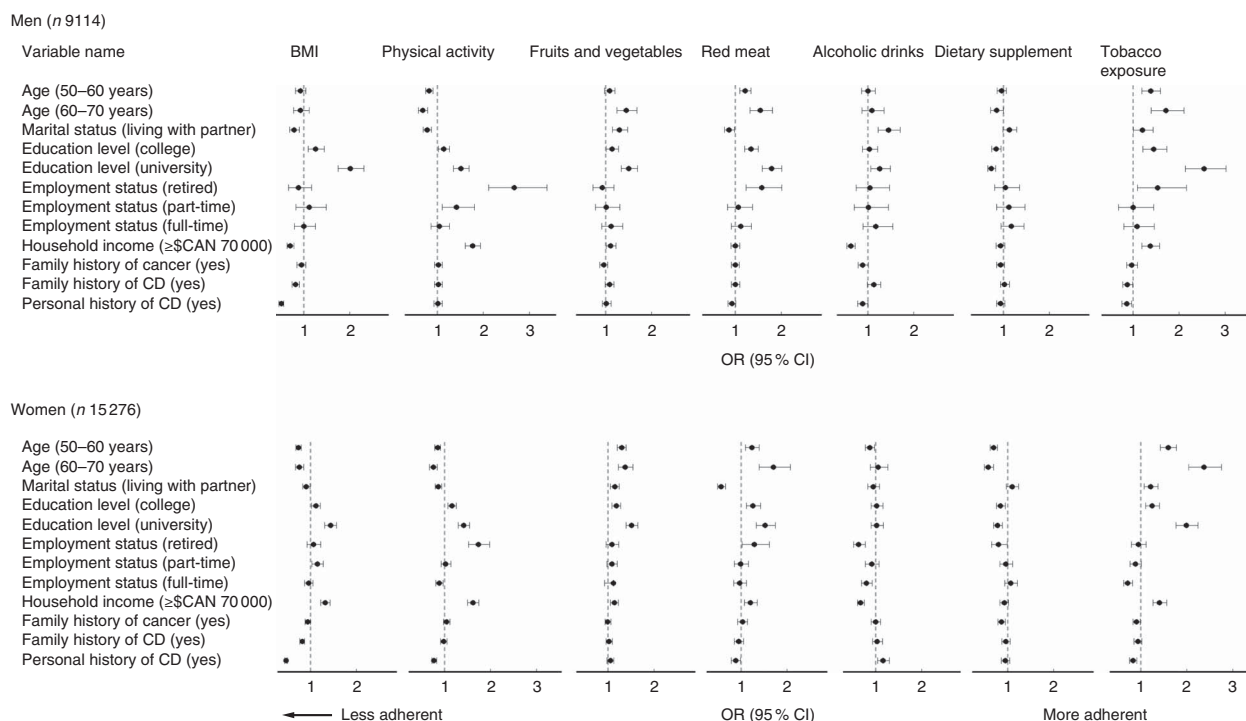 Men (n 9114)
Variable name BMI Physical activity Fruits and vegetables Red meat Alcoholic drinks Dietary supplement Tobacco exposure
Age (50–60 years)
Age (60–70 years)
Marital status (living with partner)
Education level (college)
Education level (university)
Employment status (retired)
Employment status (part-time)
Employment status (full-time)
Household income (≥$CAN 70 000)
Family history of cancer (yes)
Family history of CD (yes)
Personal history of CD (yes)
1 2 1 2 3 1 2 1 2 1 2 1 2 1 2 3
OR (95 % CI)
Women (n 15 276)
Age (50–60 years)
Age (60–70 years)
Marital status (living with partner)
Education level (college)
Education level (university)
Employment status (retired)
Employment status (part-time)
Employment status (full-time)
Household income (≥$CAN 70 000)
Family history of cancer (yes)
Family history of CD (yes)
Personal history of CD (yes)
1 2 1 2 3 1 2 1 2 1 2 1 2 1 2 3
Less adherent OR (95 % CI) More adherent